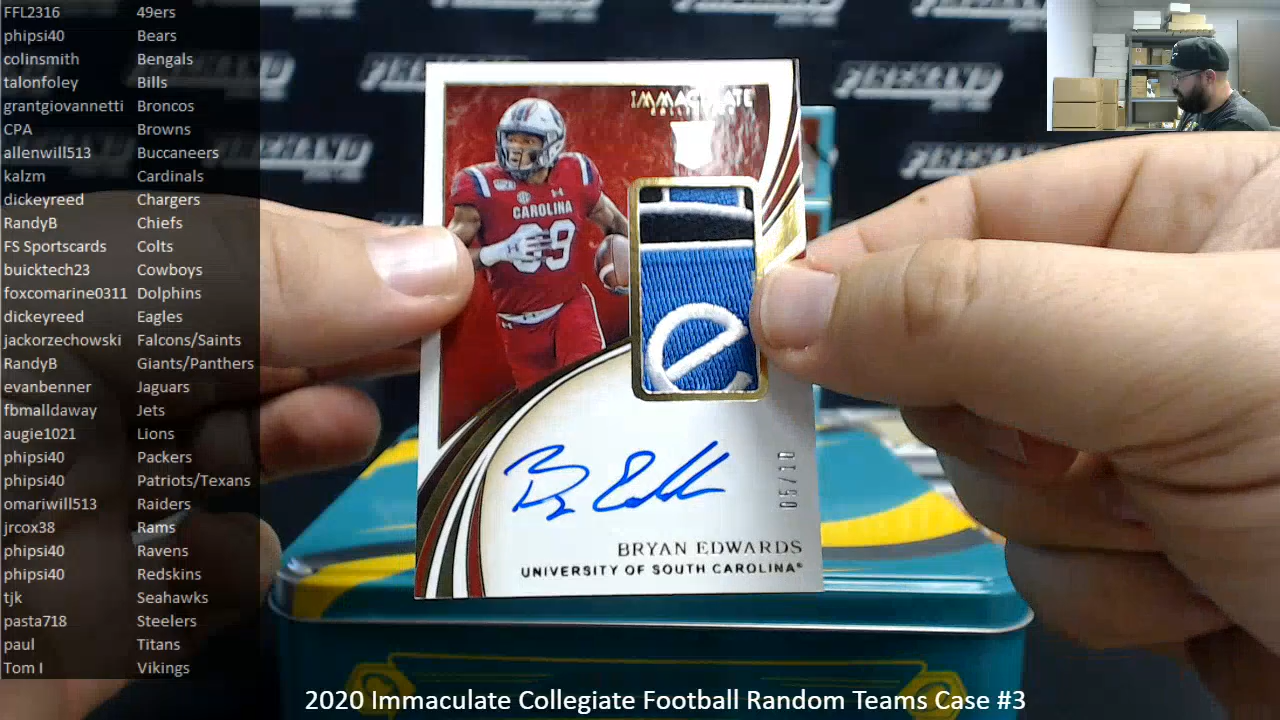 FFL2316 49ers
phipsi40 Bears
colinsmith Bengals
talonfoley Bills
grantgiovannetti Broncos
CPA Browns
allenwill513 Buccaneers
kalzm Cardinals
dickeyreed Chargers
RandyB Chiefs
FS Sportscards Colts
buicktech23 Cowboys
foxcomarine0311 Dolphins
dickeyreed Eagles
jackorzechowski Falcons/Saints
RandyB Giants/Panthers
evanbenner Jaguars
fbmalldaway Jets
augie1021 Lions
phipsi40 Packers
phipsi40 Patriots/Texans
omariwill513 Raiders
jrcox38 Rams
phipsi40 Ravens
phipsi40 Redskins
tjk Seahawks
pasta718 Steelers
paul Titans
Tom I Vikings
IMMACULATE
COLLECTION
CAROLINA
89
e
05/10
BRYAN EDWARDS
UNIVERSITY OF SOUTH CAROLINA®
2020 Immaculate Collegiate Football Random Teams Case #3